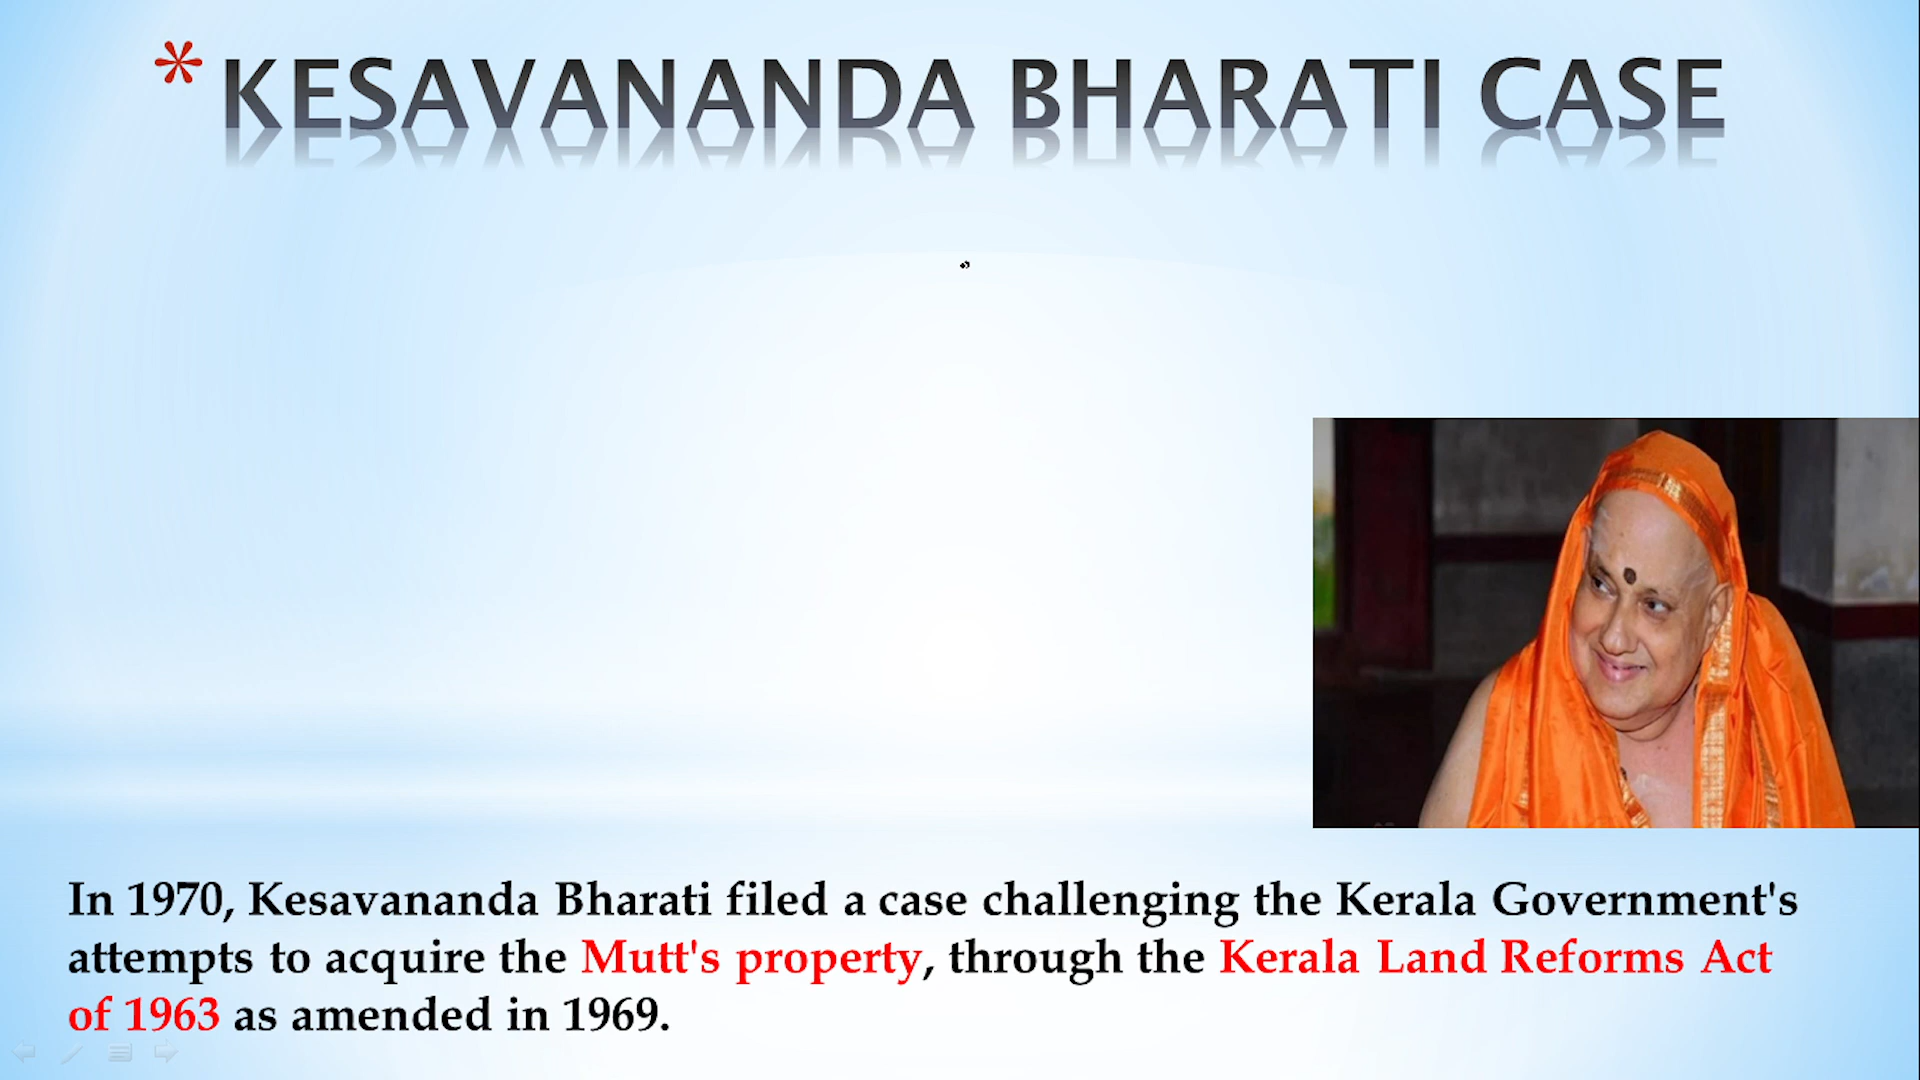 * KESAVANANDA BHARATI CASE
In 1970, Kesavananda Bharati filed a case challenging the Kerala Government's
attempts to acquire the Mutt's property, through the Kerala Land Reforms Act
of 1963 as amended in 1969.